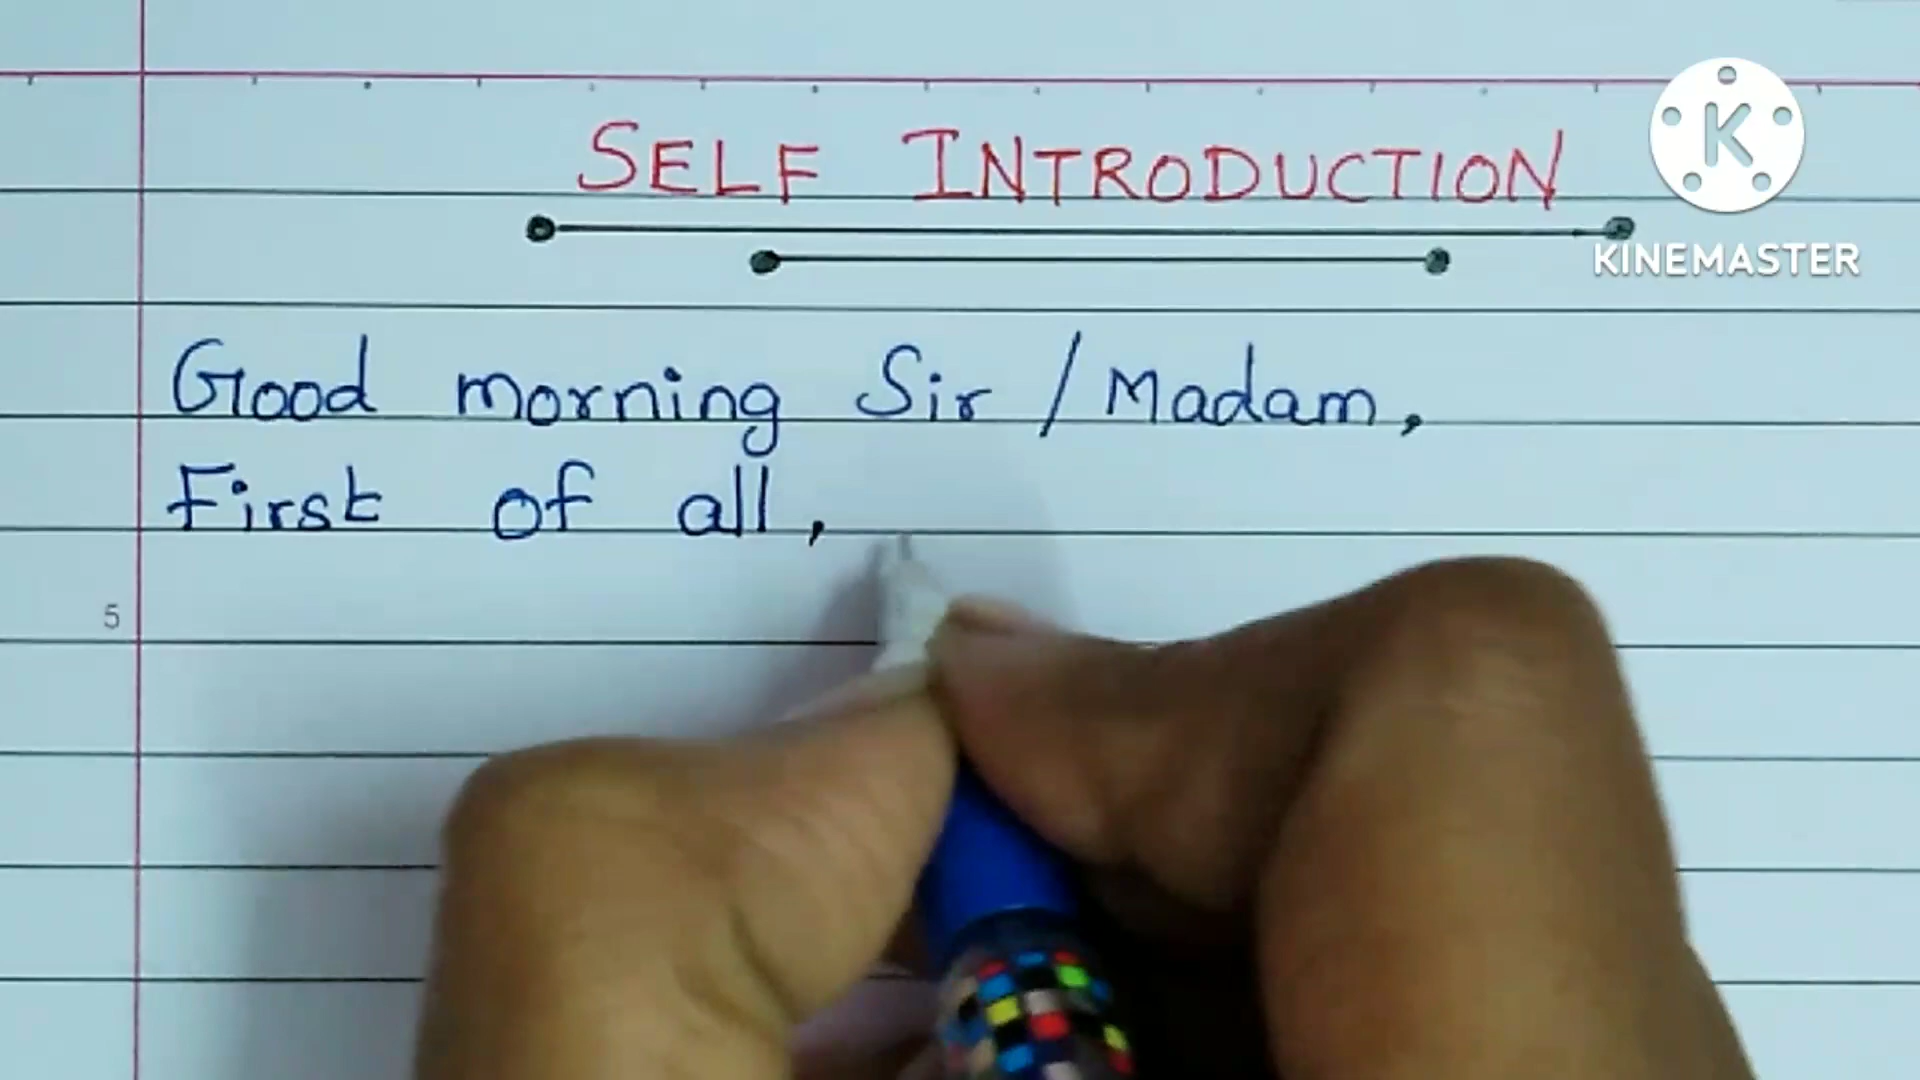 SELF INTRODUCTION
K
KINEMASTER
Good morning Sir / Madam,
First of all,
5